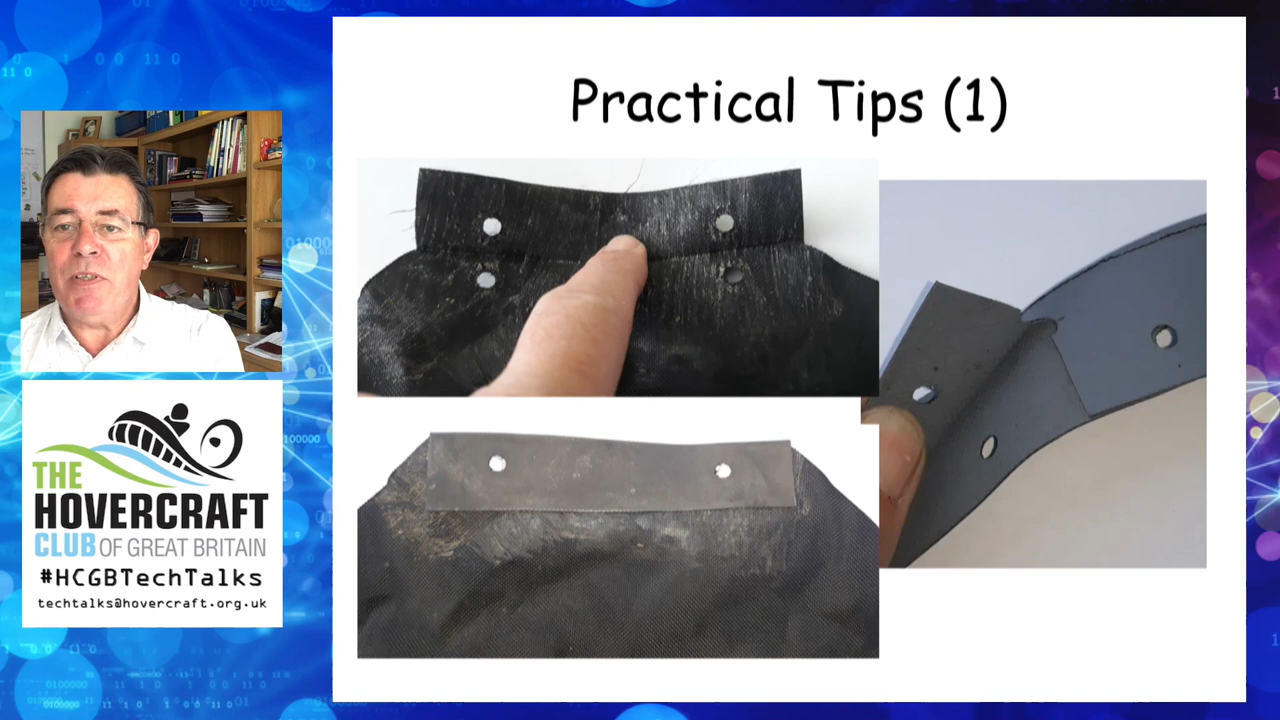 Practical Tips (1)
THE
HOVERCRAFT
CLUB OF GREAT BRITAIN
#HCGBTechTalks
techtalks@hovercraft.org.uk